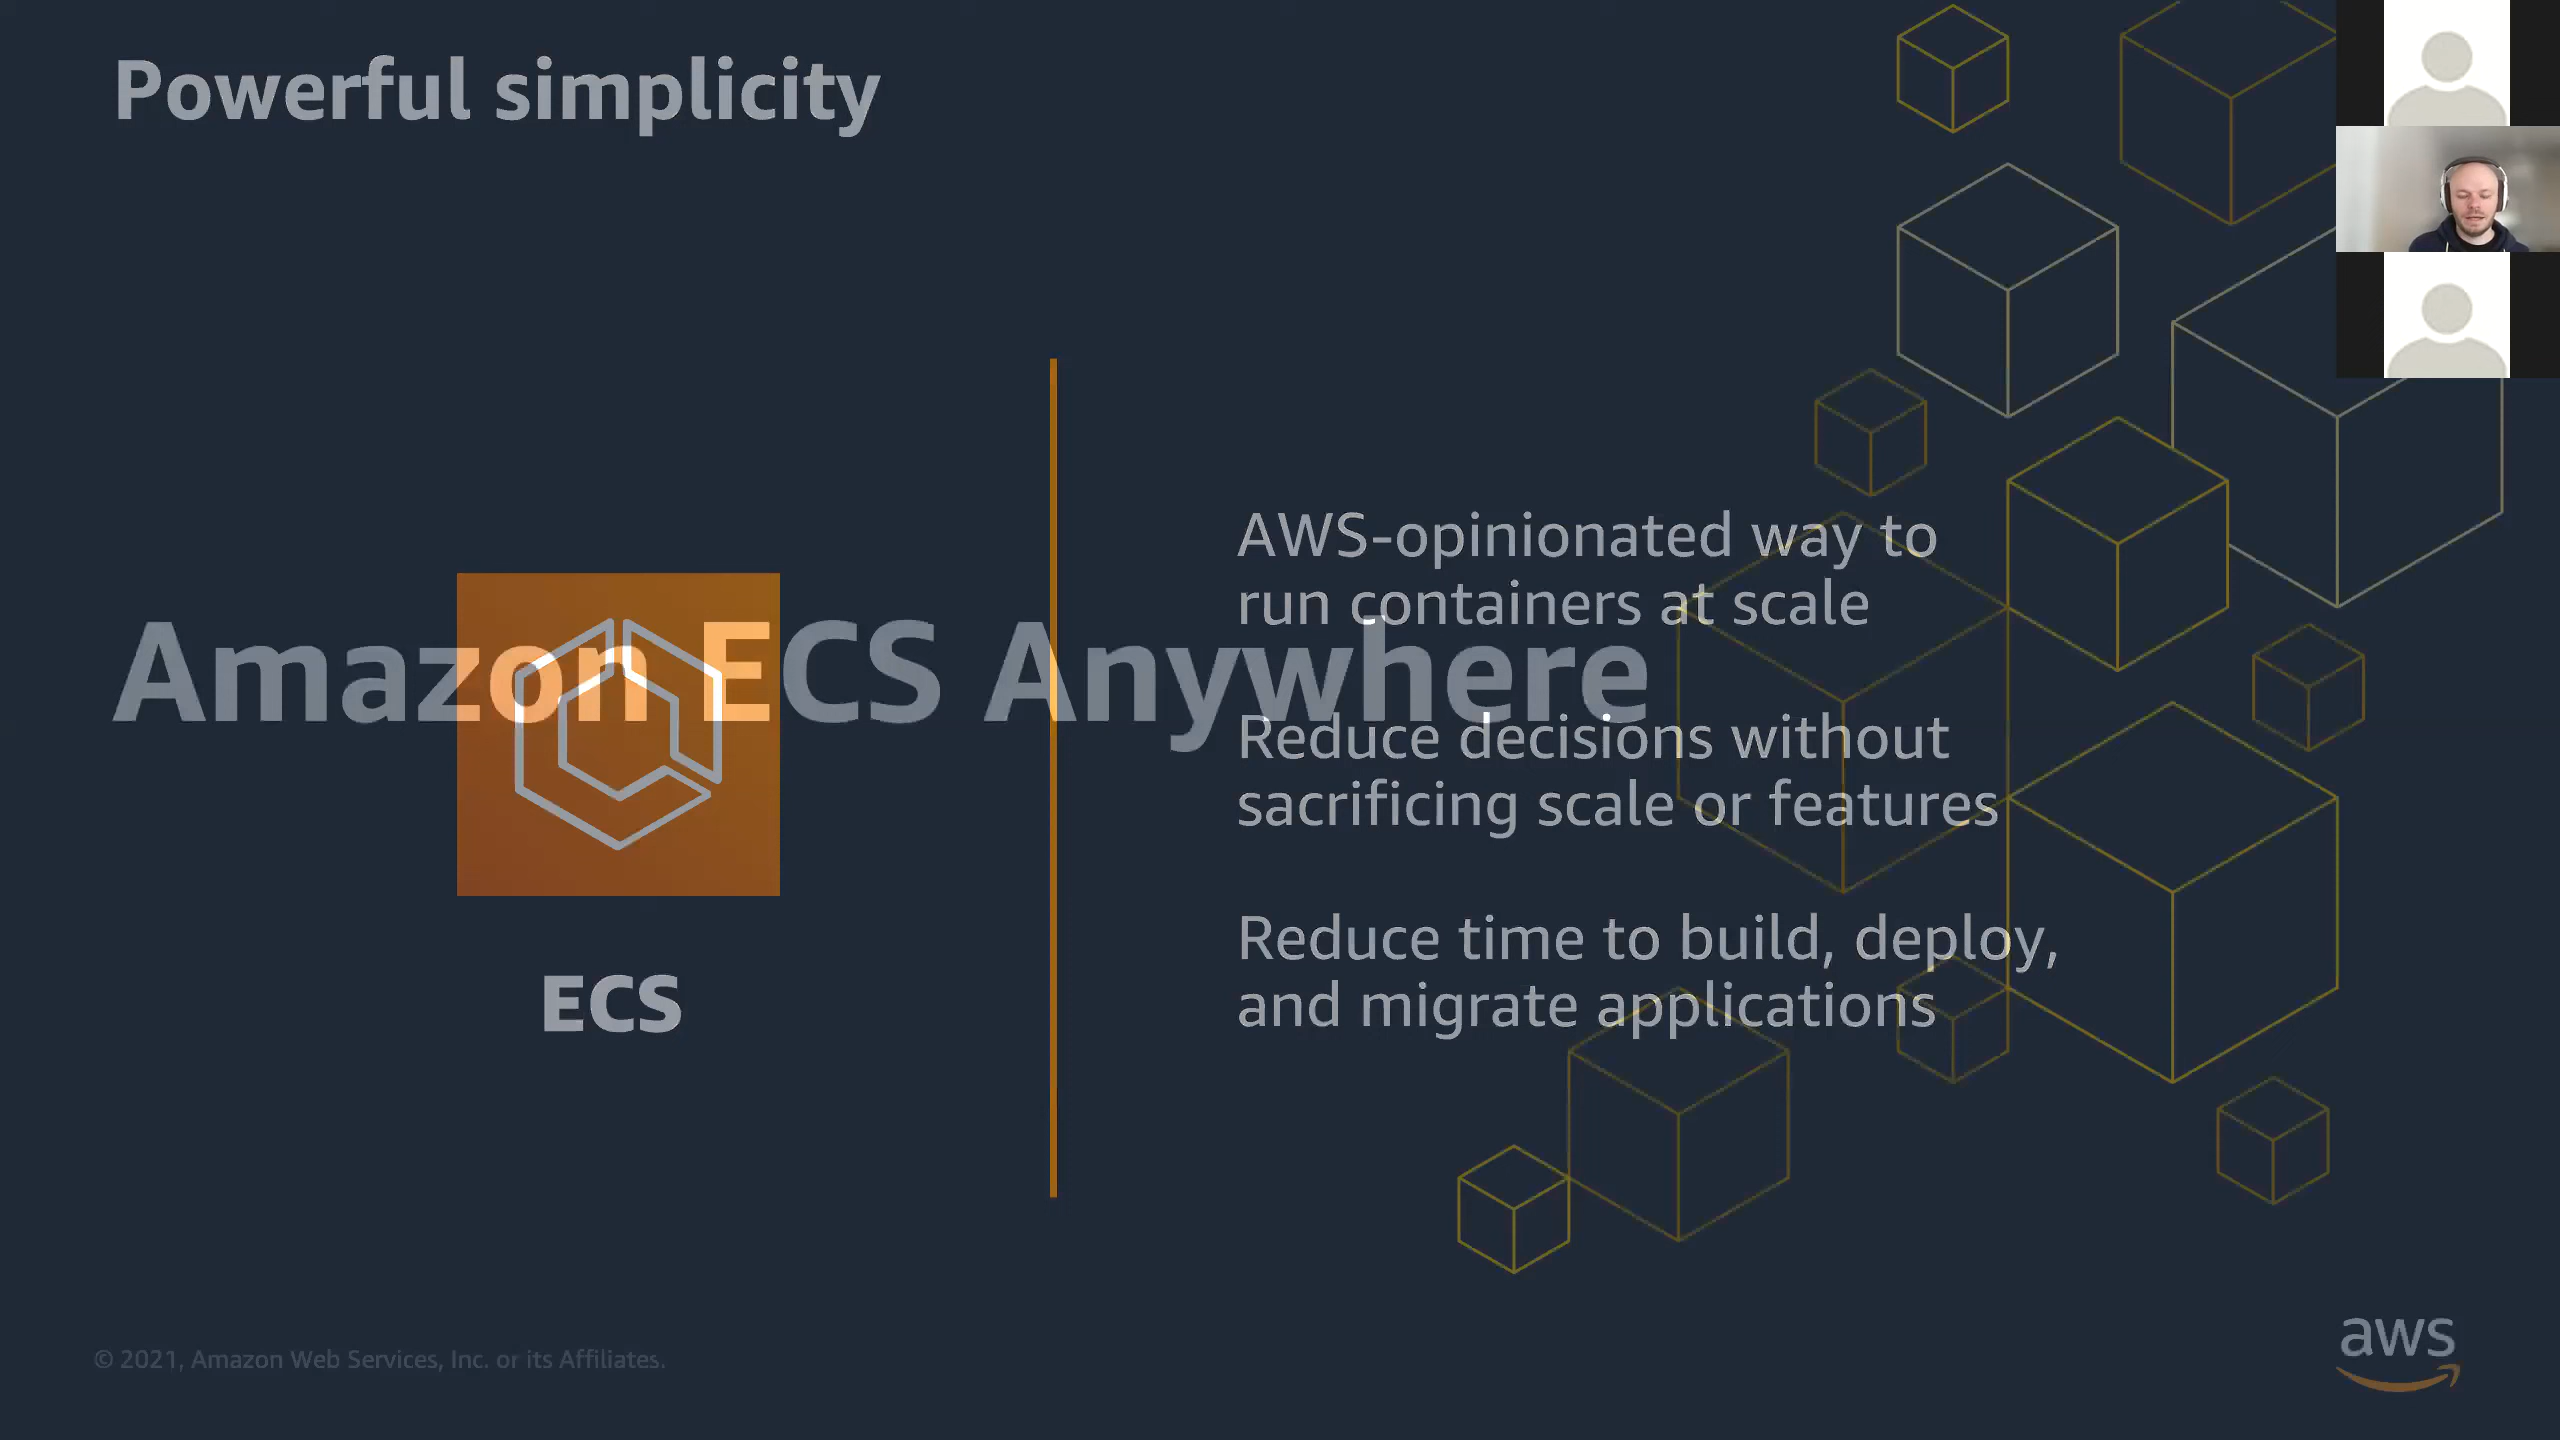 Powerful simplicity
Amazon ECS Anywhere
ECS
AWS-opinionated way to
run containers at scale
Reduce decisions without
sacrificing scale or features
Reduce time to build, deploy,
and migrate applications
© 2021, Amazon Web Services, Inc. or its Affiliates.
aws